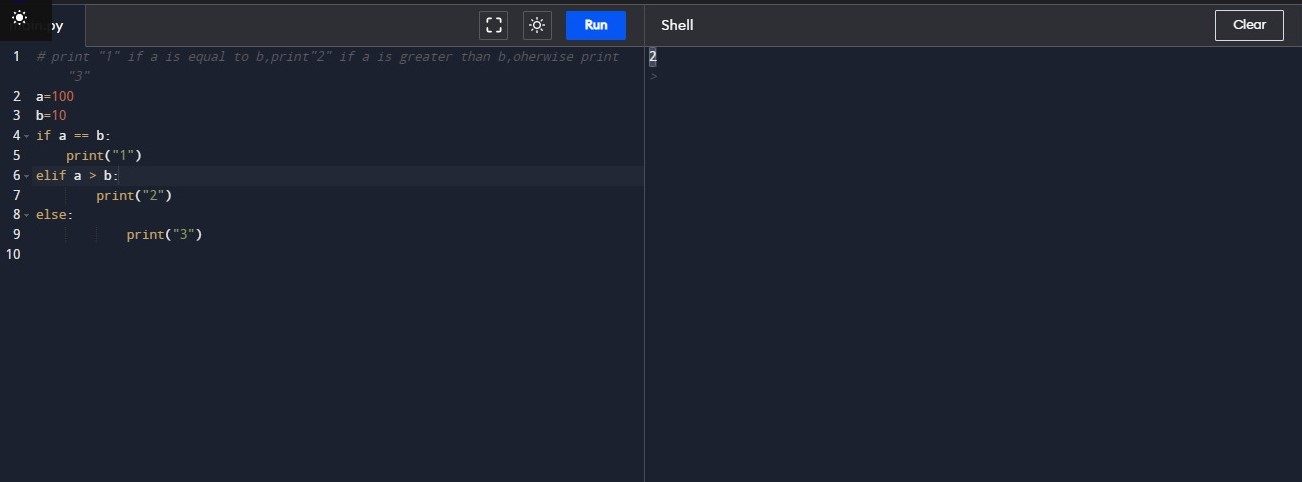 Run
Shell
Clear
1 # print "1" if a is equal to b,print"2" if a is greater than b,oherwise print
"3"
2 a=100
3 b=10
4 if a == b:
5 print("1")
6 elif a > b:
7 print("2")
8 else:
9 print("3")
10
2
>